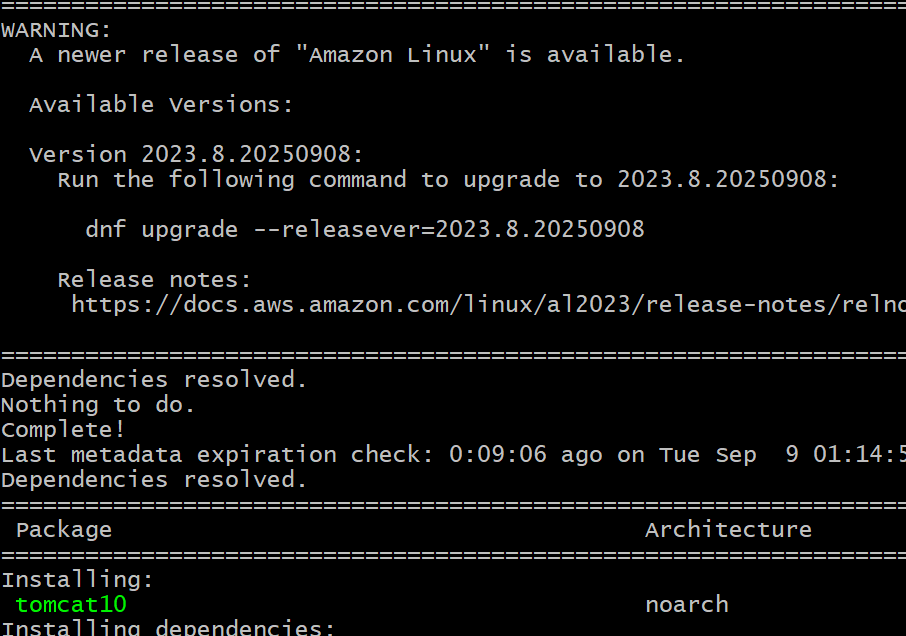 ================================================================
WARNING:
A newer release of "Amazon Linux" is available.
Available Versions:
Version 2023.8.20250908:
Run the following command to upgrade to 2023.8.20250908:
dnf upgrade --releasever=2023.8.20250908
Release notes:
https://docs.aws.amazon.com/linux/al2023/release-notes/relno
================================================================
Dependencies resolved.
Nothing to do.
Complete!
Last metadata expiration check: 0:09:06 ago on Tue Sep  9 01:14:5
Dependencies resolved.
================================================================
Package Architecture
================================================================
Installing:
tomcat10 noarch
Installing dependencies: